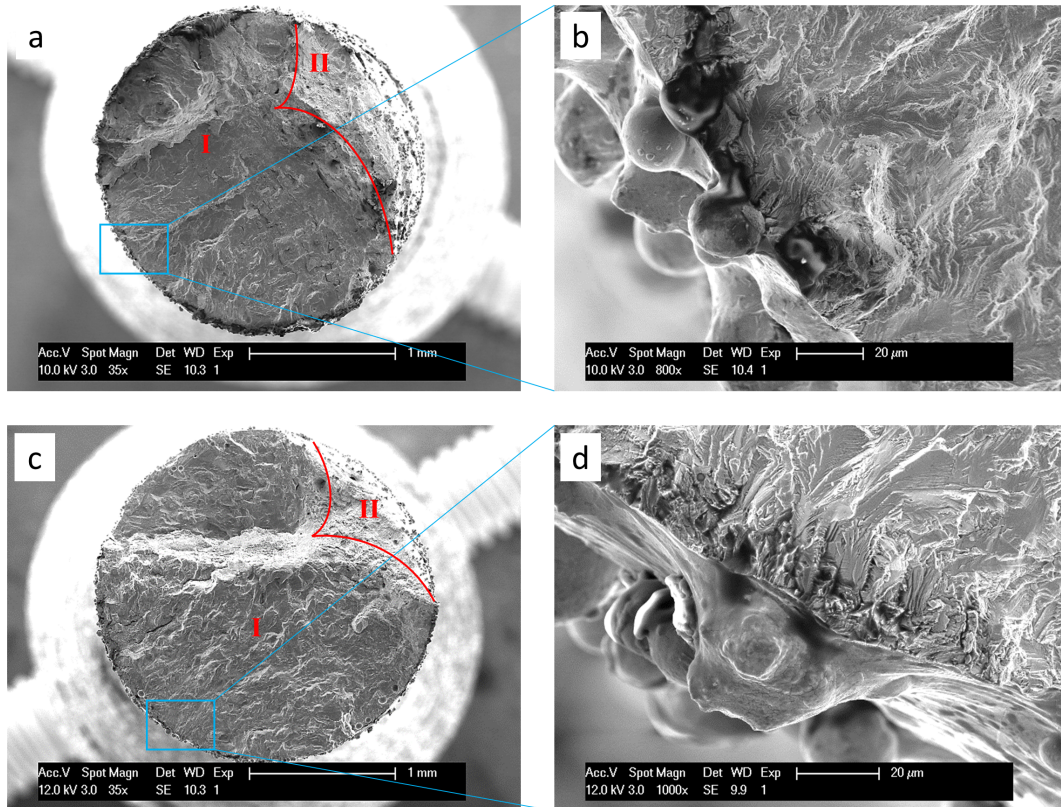 a
II
I
Acc.V Spot Magn Det WD Exp
10.0 kV 3.0 35x SE 10.3 1
1 mm
b
Acc.V Spot Magn Det WD Exp
10.0 kV 3.0 800x SE 10.4 1
20 µm
c
II
I
Acc.V Spot Magn Det WD Exp
12.0 kV 3.0 35x SE 10.3 1
1 mm
d
Acc.V Spot Magn Det WD Exp
12.0 kV 3.0 1000x SE 9.9 1
20 µm